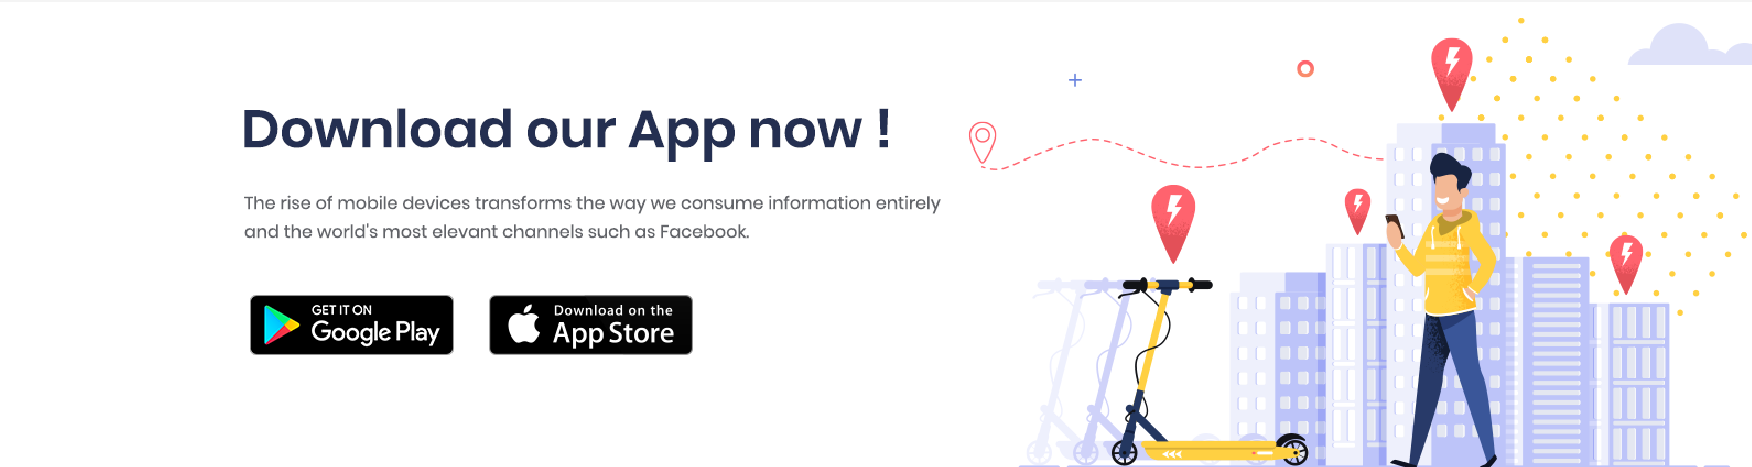 Download our App now !
The rise of mobile devices transforms the way we consume information entirely
and the world's most elevant channels such as Facebook.
GET IT ON
Google Play
Download on the
App Store